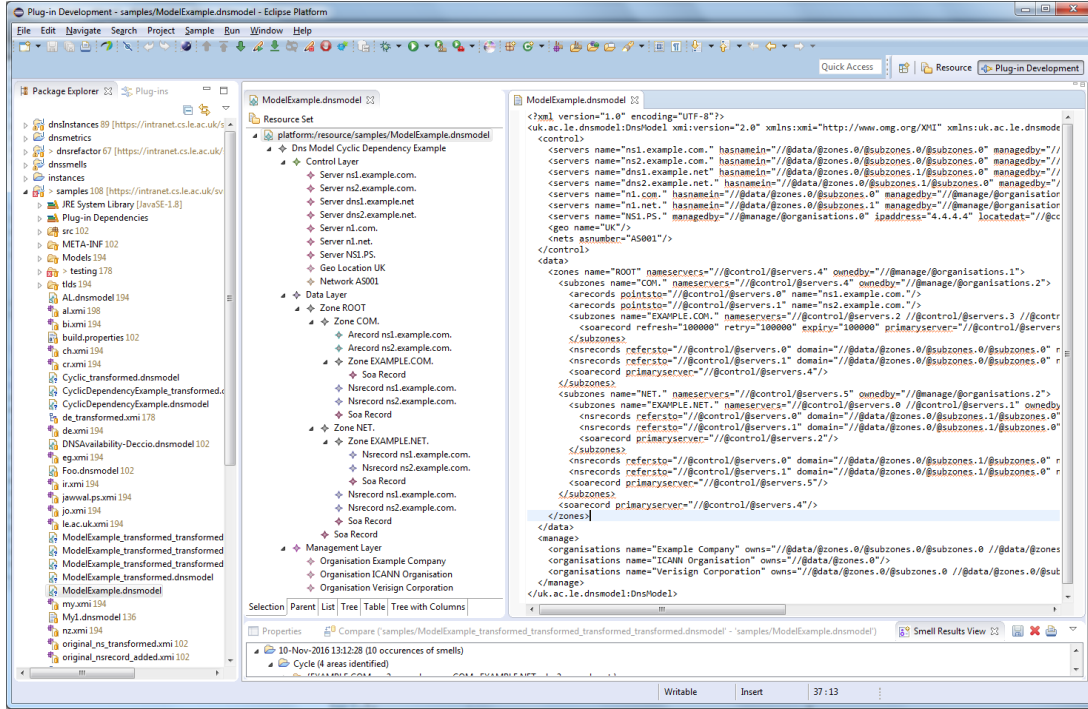 Plug-in Development - samples/ModelExample.dnsmodel - Eclipse Platform
File Edit Navigate Search Project Sample Run Window Help
Quick Access
Resource
Plug-in Development
Package Explorer
Plug-ins
dnsInstances 89 [https://intranet.cs.le.ac.uk/s
dnsmetrics
> dnsrefactor 67 [https://intranet.cs.le.ac.uk/
dnssmells
instances
> samples 108 [https://intranet.cs.le.ac.uk/sv
JRE System Library [JavaSE-1.8]
Plug-in Dependencies
src 102
META-INF 102
Models 194
> testing 178
tlds 194
AL.dnsmodel 194
al.xmi 198
bi.xmi 194
build.properties 102
ch.xmi 194
cr.xmi 194
Cyclic_transformed.dnsmodel
CyclicDependencyExample_transformed.c
CyclicDependencyExample.dnsmodel
de_transformed.xmi 178
de.xmi 194
DNSAvailability-Deccio.dnsmodel 102
eg.xmi 194
Foo.dnsmodel 102
ir.xmi 194
jawwal.ps.xmi 194
jo.xmi 194
le.ac.uk.xmi 194
ModelExample_transformed_transformed
ModelExample_transformed_transformed
ModelExample_transformed_transformed
ModelExample_transformed.dnsmodel
ModelExample.dnsmodel
my.xmi 194
My1.dnsmodel 136
nz.xmi 194
original_ns_transformed.xmi 102
original_nsrecord_added.xmi 102
ModelExample.dnsmodel
Resource Set
platform:/resource/samples/ModelExample.dnsmodel
Dns Model Cyclic Dependency Example
Control Layer
Server ns1.example.com.
Server ns2.example.com.
Server dns1.example.net
Server dns2.example.net.
Server n1.com.
Server n1.net.
Server NS1.PS.
Geo Location UK
Network AS001
Data Layer
Zone ROOT
Zone COM.
Arecord ns1.example.com.
Arecord ns2.example.com.
Zone EXAMPLE.COM.
Soa Record
Nsrecord ns1.example.com.
Nsrecord ns2.example.com.
Soa Record
Zone NET.
Zone EXAMPLE.NET.
Nsrecord ns1.example.com.
Nsrecord ns2.example.com.
Soa Record
Nsrecord ns1.example.com.
Nsrecord ns2.example.com.
Soa Record
Soa Record
Management Layer
Organisation Example Company
Organisation ICANN Organisation
Organisation Verisign Corporation
Selection Parent List Tree Table Tree with Columns
ModelExample.dnsmodel
<?xml version="1.0" encoding="UTF-8"?>
<uk.ac.le.dnsmodel:DnsModel xmi:version="2.0" xmlns:xmi="http://www.omg.org/XMI" xmlns:uk.ac.le.dnsmode
<control>
<servers name="ns1.example.com." hasnamein="//@data/@zones.0/@subzones.0/@subzones.0" managedby="//
<servers name="ns2.example.com." hasnamein="//@data/@zones.0/@subzones.0/@subzones.0" managedby="//
<servers name="dns1.example.net" hasnamein="//@data/@zones.0/@subzones.1/@subzones.0" managedby="//
<servers name="dns2.example.net." hasnamein="//@data/@zones.0/@subzones.1/@subzones.0" managedby="/
<servers name="n1.com." hasnamein="//@data/@zones.0/@subzones.0" managedby="//@manage/@organisation
<servers name="n1.net." hasnamein="//@data/@zones.0/@subzones.1" managedby="//@manage/@organisation
<servers name="NS1.PS." managedby="//@manage/@organisations.0" ipaddress="4.4.4.4" locatedat="//@cc
<geo name="UK"/>
<nets asnumber="AS001"/>
</control>
<data>
<zones name="ROOT" nameservers="//@control/@servers.4" ownedby="//@manage/@organisations.1">
<subzones name="COM." nameservers="//@control/@servers.4" ownedby="//@manage/@organisations.2">
<arecords pointsto="//@control/@servers.0" name="ns1.example.com."/>
<arecords pointsto="//@control/@servers.1" name="ns2.example.com."/>
<subzones name="EXAMPLE.COM." nameservers="//@control/@servers.2 //@control/@servers.3 //@contr
<soarecord refresh="100000" retry="100000" expiry="100000" primaryserver="//@control/@servers
</subzones>
<nsrecords refersto="//@control/@servers.0" domain="//@data/@zones.0/@subzones.0/@subzones.0" r
<nsrecords refersto="//@control/@servers.1" domain="//@data/@zones.0/@subzones.0/@subzones.0" r
<soarecord primaryserver="//@control/@servers.4"/>
</subzones>
<subzones name="NET." nameservers="//@control/@servers.5" ownedby="//@manage/@organisations.2">
<subzones name="EXAMPLE.NET." nameservers="//@control/@servers.0 //@control/@servers.1" ownedby
<nsrecords refersto="//@control/@servers.0" domain="//@data/@zones.0/@subzones.1/@subzones.0"
<nsrecords refersto="//@control/@servers.1" domain="//@data/@zones.0/@subzones.1/@subzones.0"
<soarecord primaryserver="//@control/@servers.2"/>
</subzones>
<nsrecords refersto="//@control/@servers.0" domain="//@data/@zones.0/@subzones.1/@subzones.0" r
<nsrecords refersto="//@control/@servers.1" domain="//@data/@zones.0/@subzones.1/@subzones.0" r
<soarecord primaryserver="//@control/@servers.5"/>
</subzones>
<soarecord primaryserver="//@control/@servers.4"/>
</zones>
</data>
<manage>
<organisations name="Example Company" owns="//@data/@zones.0/@subzones.0/@subzones.0 //@data/@zones
<organisations name="ICANN Organisation" owns="//@data/@zones.0"/>
<organisations name="Verisign Corporation" owns="//@data/@zones.0/@subzones.0 //@data/@zones.0/@sub
</manage>
</uk.ac.le.dnsmodel:DnsModel>
Properties
Compare ('samples/ModelExample_transformed_transformed_transformed_transformed.dnsmodel' - 'samples/ModelExample.dnsmodel')
Smell Results View
10-Nov-2016 13:12:28 (10 occurences of smells)
Cycle (4 areas identified)
Writable Insert 37 : 13